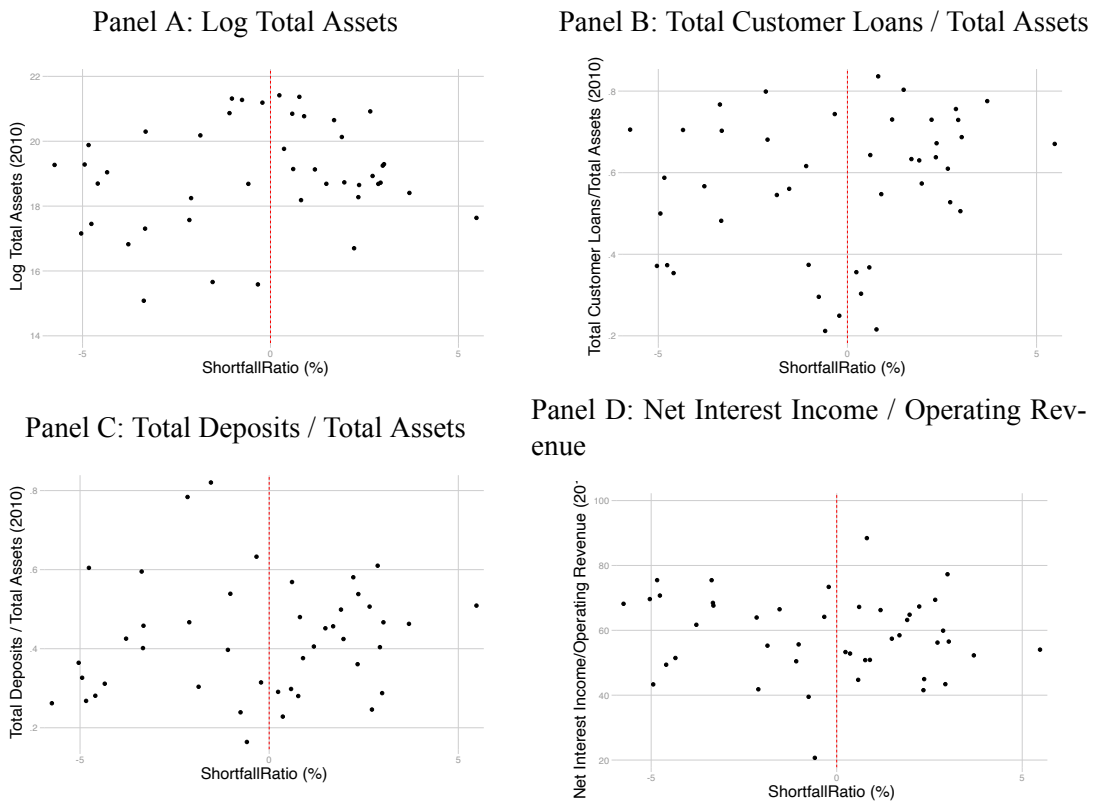 Panel A: Log Total Assets
Log Total Assets (2010)
22
20
18
16
14
-5
0
5
ShortfallRatio (%)
Panel B: Total Customer Loans / Total Assets
Total Customer Loans/Total Assets (2010)
.8
.6
.4
.2
-5
0
5
ShortfallRatio (%)
Panel C: Total Deposits / Total Assets
Total Deposits / Total Assets (2010)
.8
.6
.4
.2
-5
0
5
ShortfallRatio (%)
Panel D: Net Interest Income / Operating Rev-
enue
Net Interest Income/Operating Revenue (20
100
80
60
40
20
-5
0
5
ShortfallRatio (%)